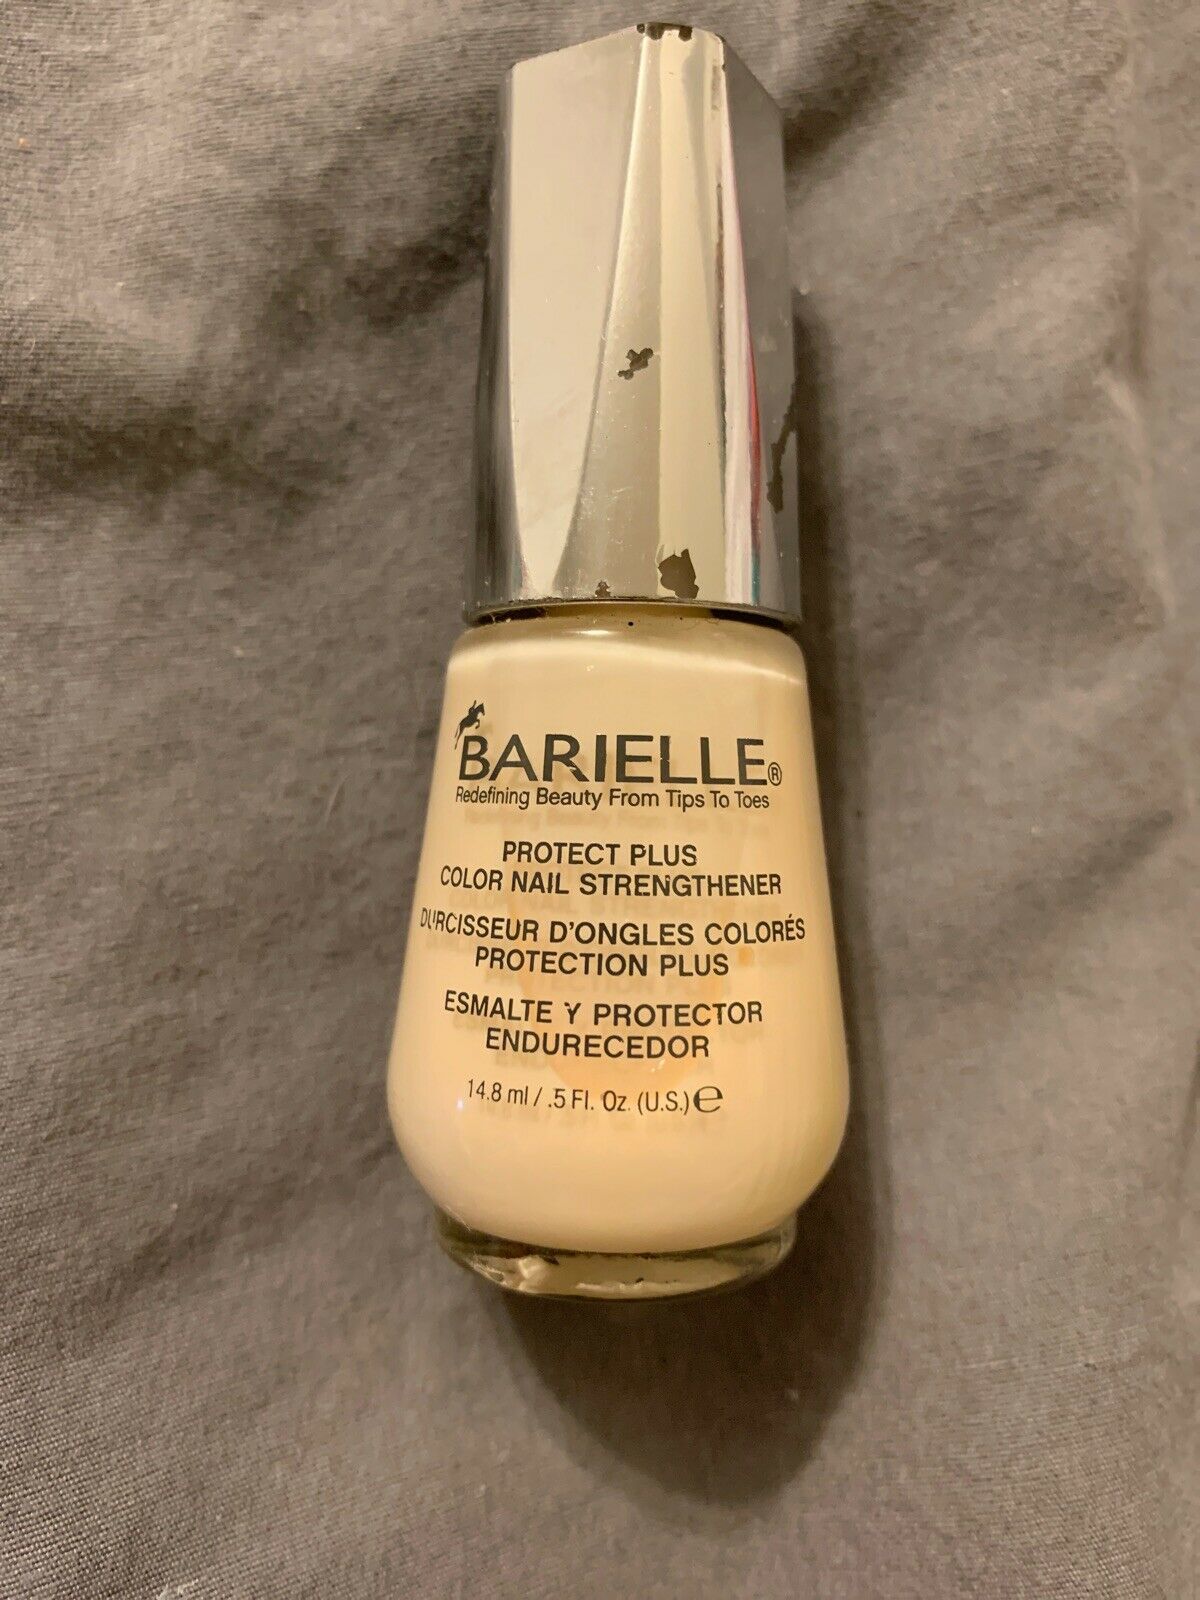 BARIELLE®
Redefining Beauty From Tips To Toes
PROTECT PLUS
COLOR NAIL STRENGTHENER
DURCISSEUR D'ONGLES COLORÉS
PROTECTION PLUS
ESMALTE Y PROTECTOR
ENDURECEDOR
14.8 ml / .5 Fl. Oz. (U.S.) ℮